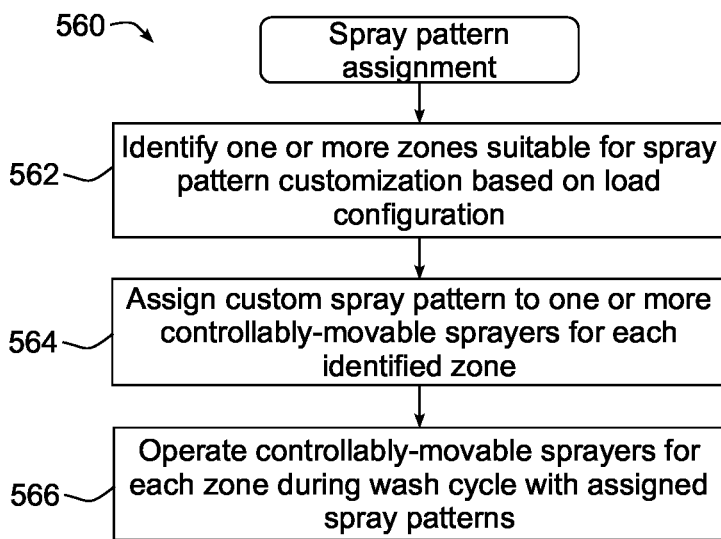 560
Spray pattern
assignment
562
Identify one or more zones suitable for spray
pattern customization based on load
configuration
564
Assign custom spray pattern to one or more
controllably-movable sprayers for each
identified zone
566
Operate controllably-movable sprayers for
each zone during wash cycle with assigned
spray patterns